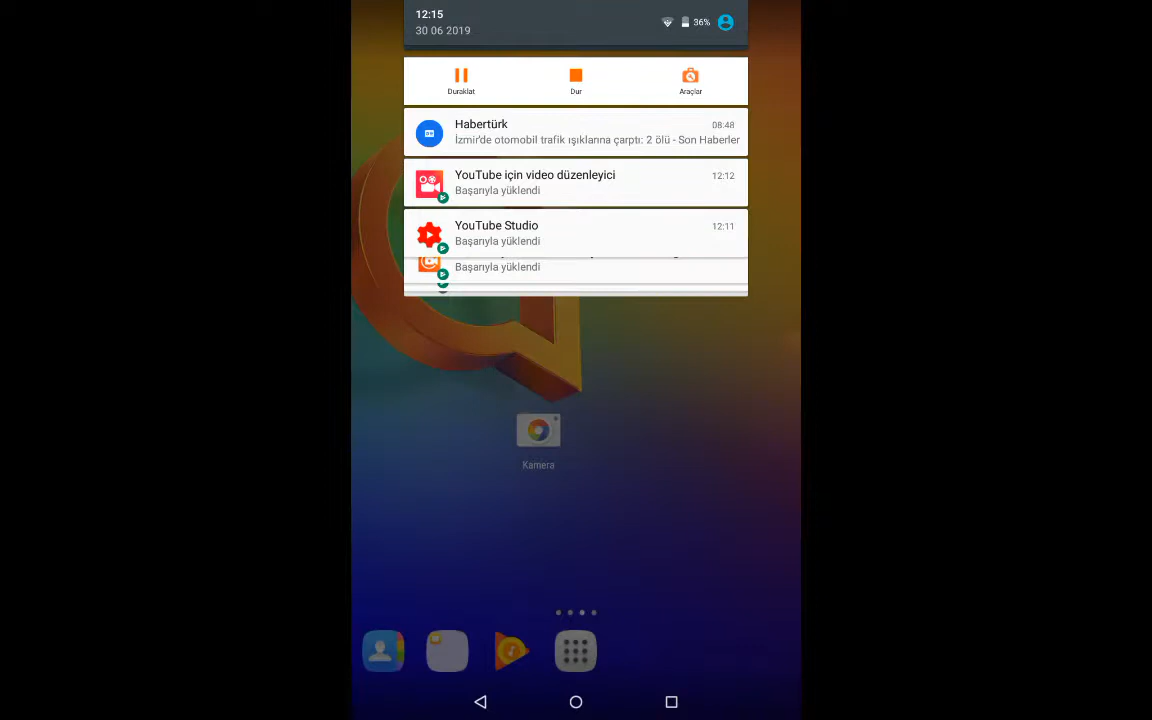 12:15
36%
30 06 2019
Duraklat
Dur
Araçlar
Habertürk
08:48
İzmir'de otomobil trafik ışıklarına çarptı: 2 ölü - Son Haberler
YouTube için video düzenleyici
12:12
Başarıyla yüklendi
YouTube Studio
12:11
Başarıyla yüklendi
Başarıyla yüklendi
Kamera